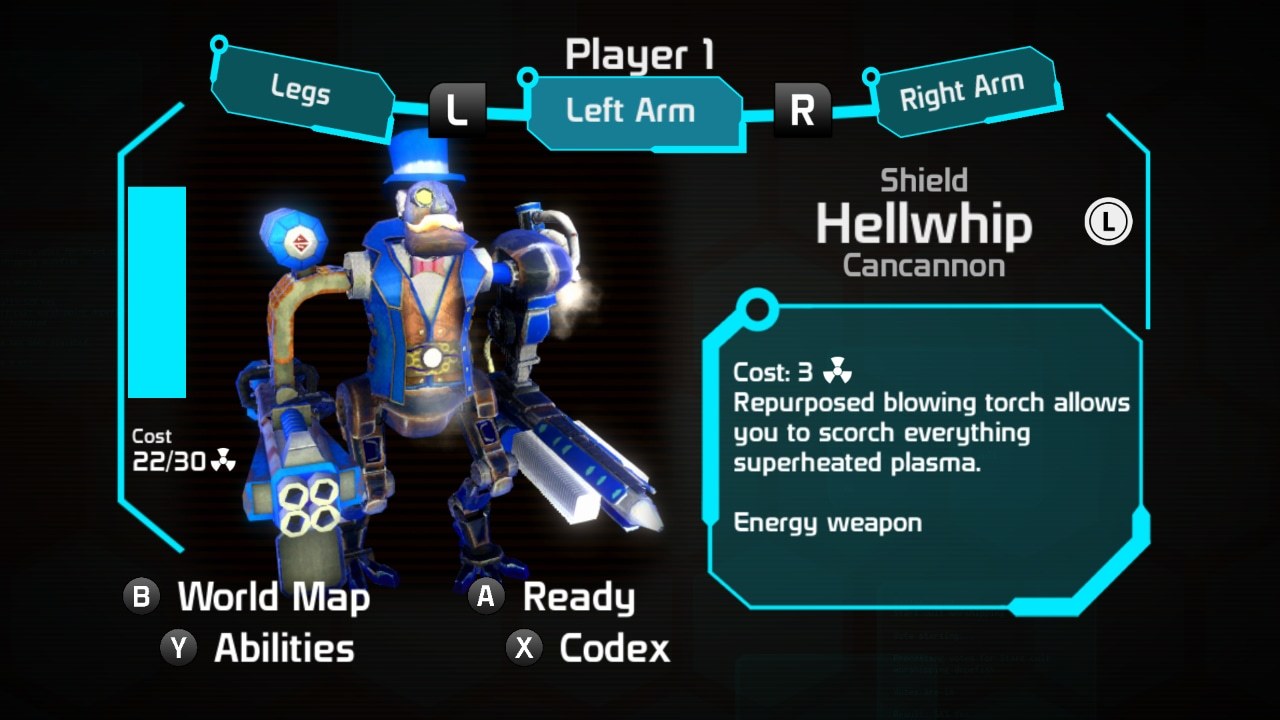 Player 1
Legs
L
Left Arm
R
Right Arm
Shield
Hellwhip
L
Cancannon
Cost: 3
Repurposed blowing torch allows
you to scorch everything
superheated plasma.
Energy weapon
Cost
22/30
B World Map
A Ready
Y Abilities
X Codex